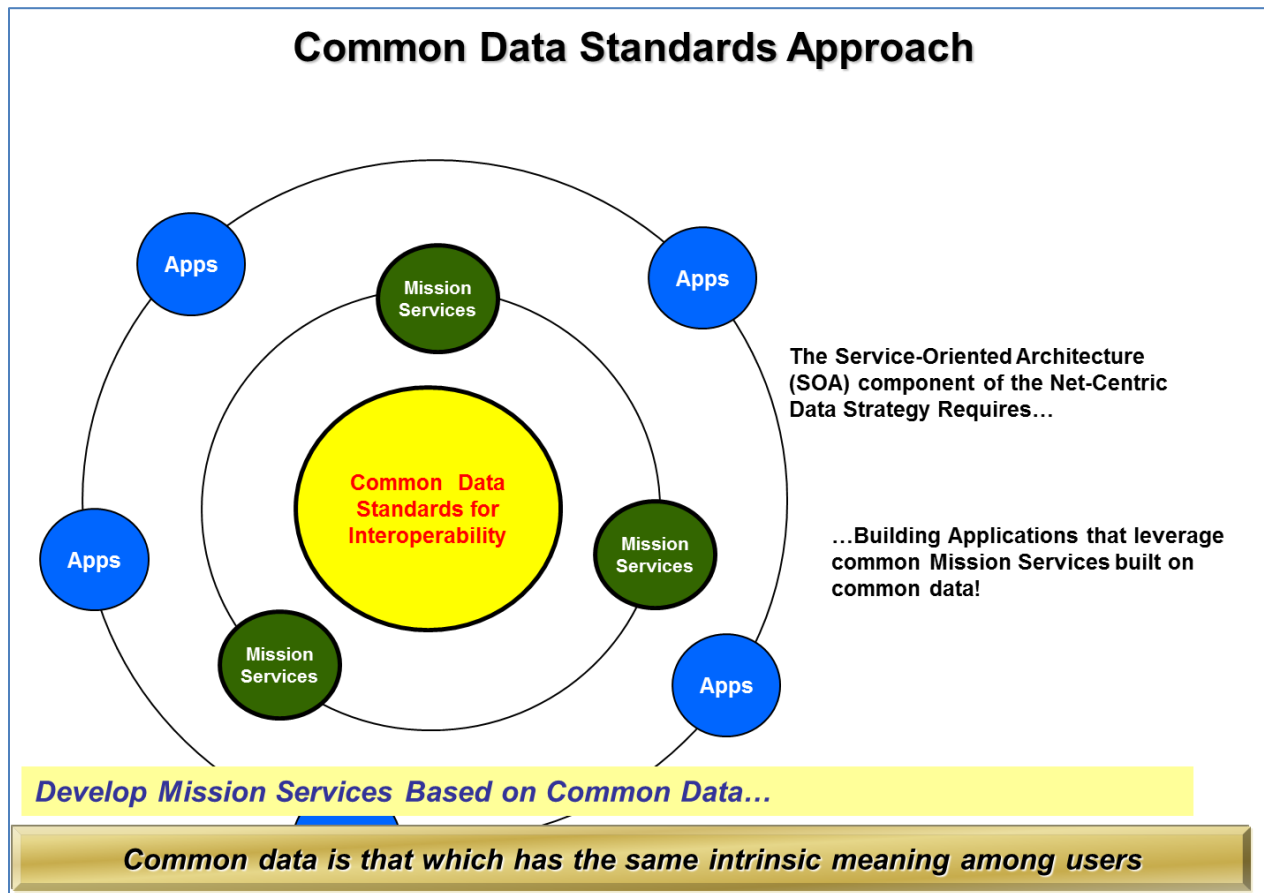 Common Data Standards Approach
Apps
Apps
Mission
Services
The Service-Oriented Architecture
(SOA) component of the Net-Centric
Data Strategy Requires…
Common Data
Standards for
Interoperability
Apps
Mission
Services
…Building Applications that leverage
common Mission Services built on
common data!
Mission
Services
Apps
Develop Mission Services Based on Common Data…
Common data is that which has the same intrinsic meaning among users